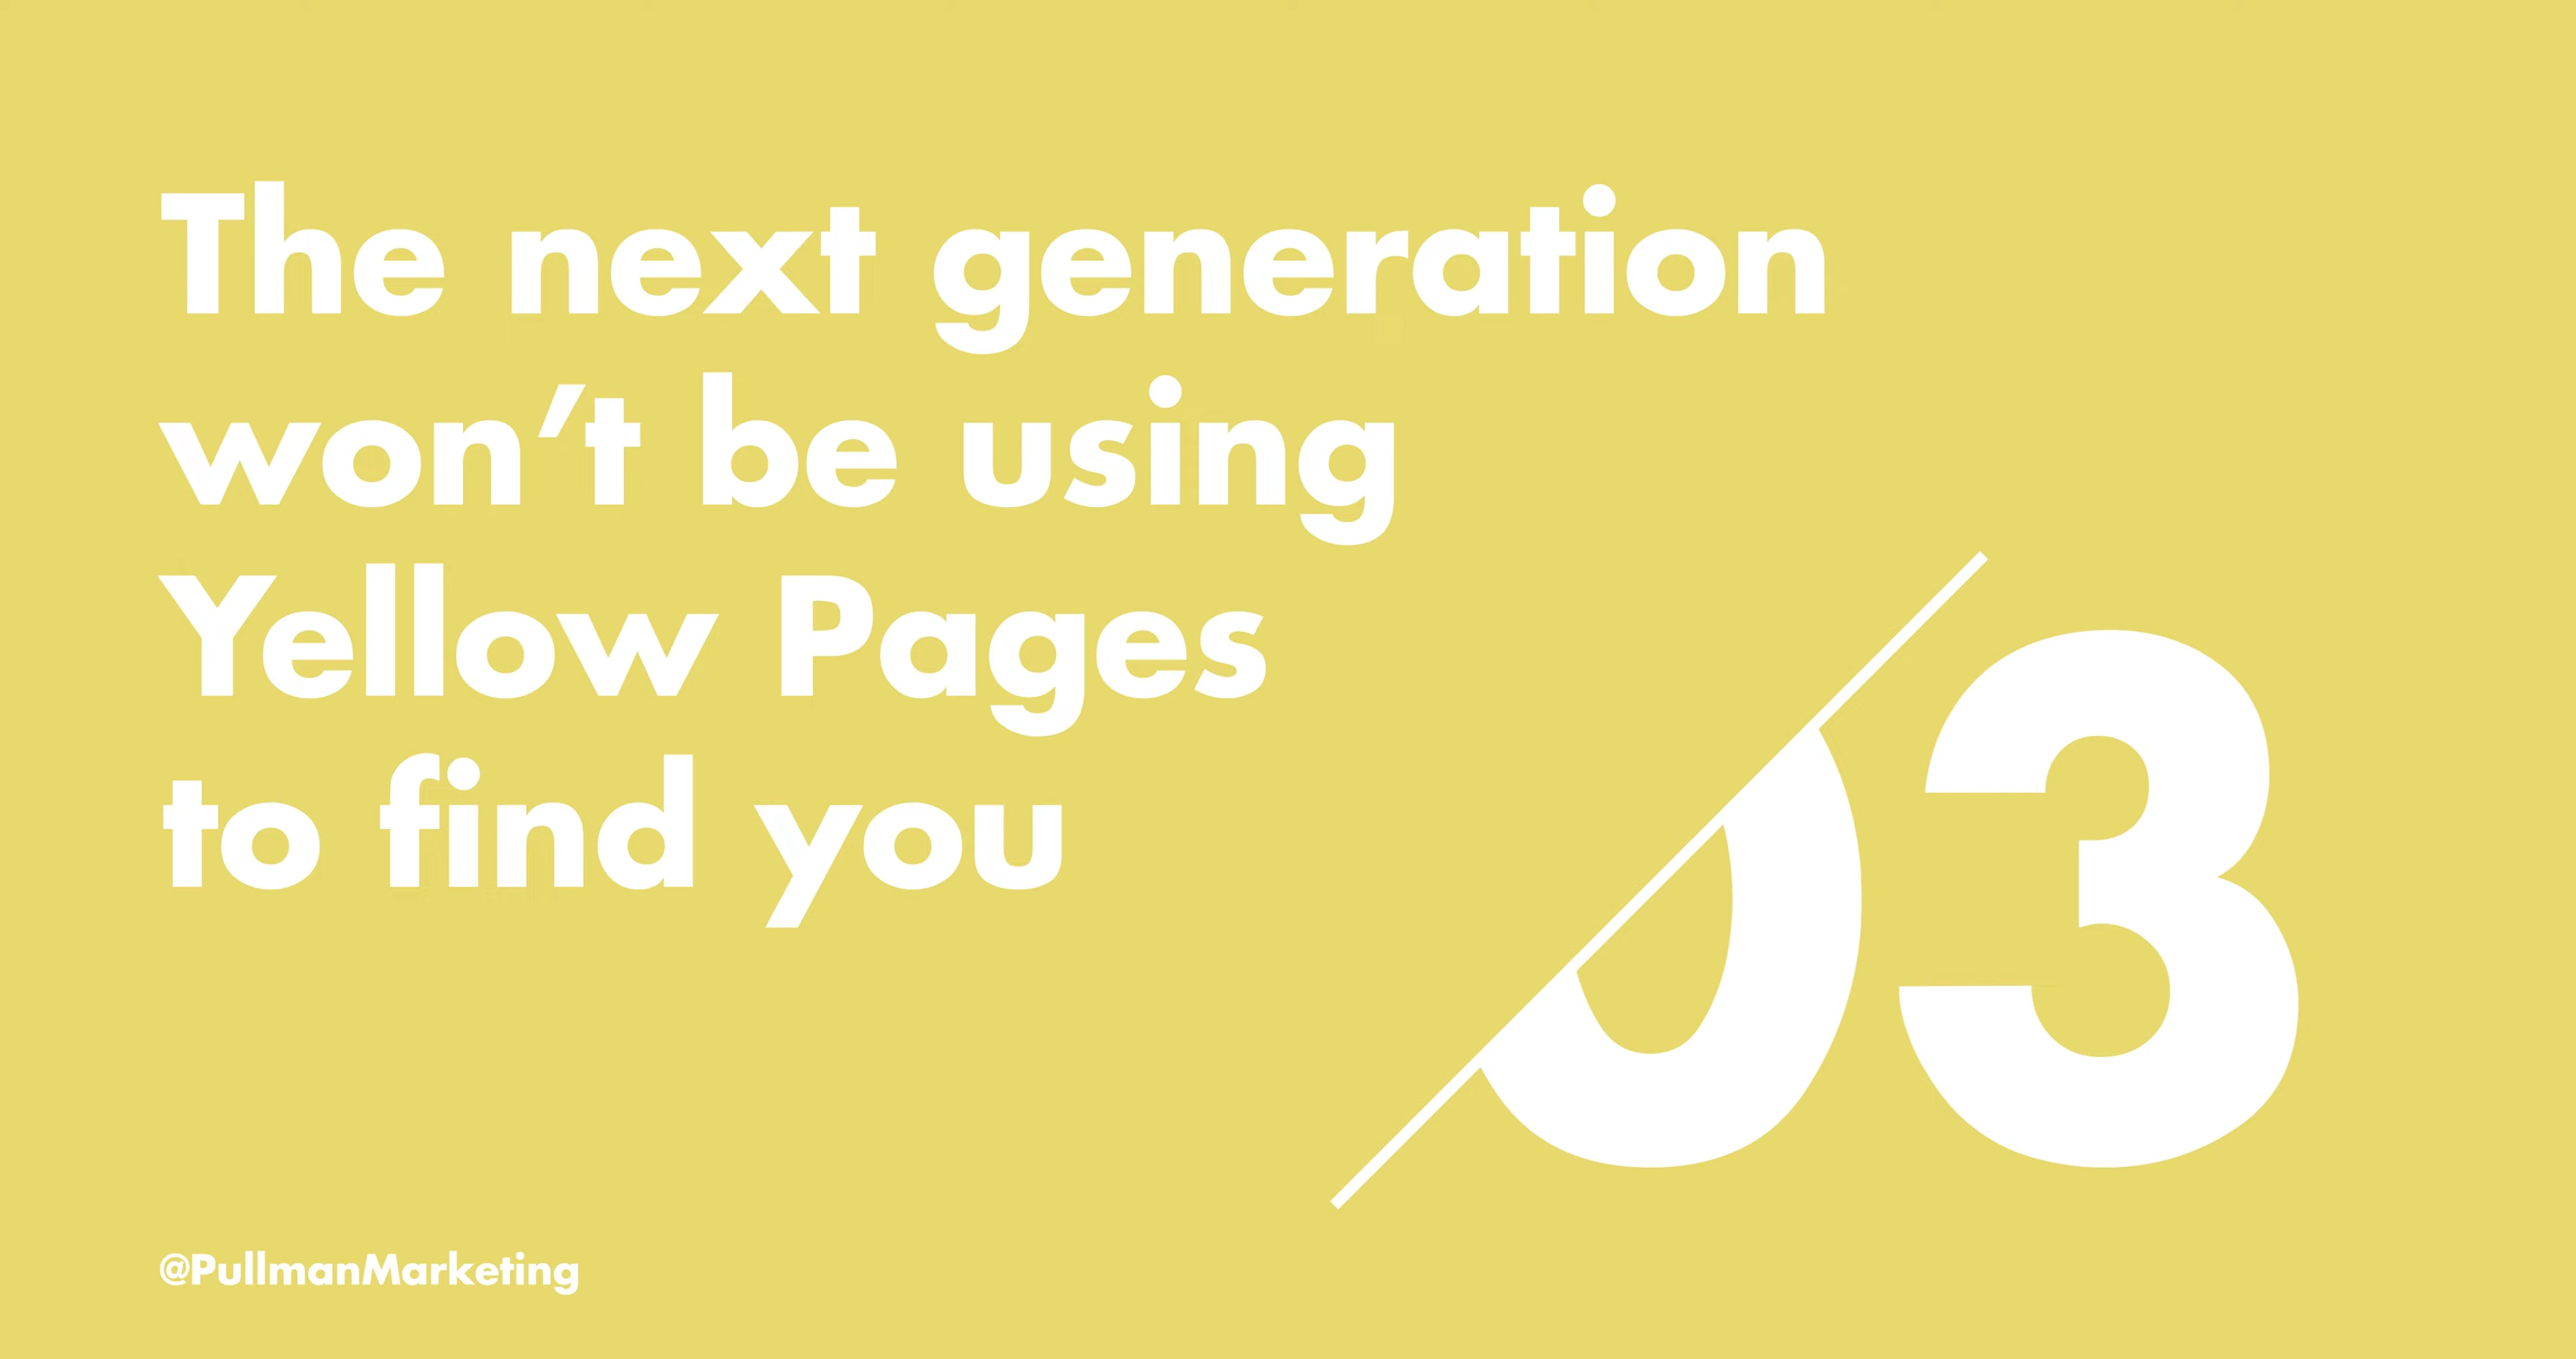 The next generation
won’t be using
Yellow Pages
to find you
03
@PullmanMarketing